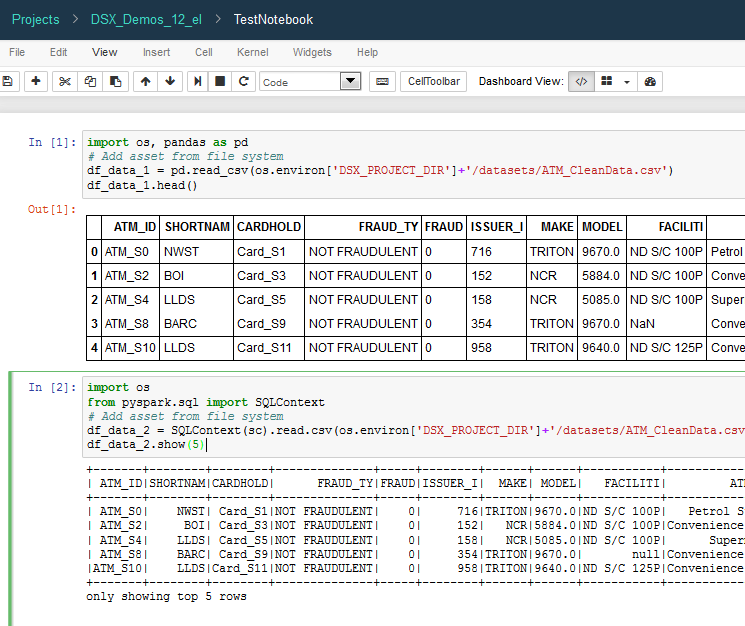 Projects > DSX_Demos_12_el > TestNotebook
File Edit View Insert Cell Kernel Widgets Help
Code CellToolbar Dashboard View: </>
In [1]: import os, pandas as pd
# Add asset from file system
df_data_1 = pd.read_csv(os.environ['DSX_PROJECT_DIR']+'/datasets/ATM_CleanData.csv')
df_data_1.head()
Out[1]:
ATM_ID SHORTNAM CARDHOLD FRAUD_TY FRAUD ISSUER_I MAKE MODEL FACILITI
0 ATM_S0 NWST Card_S1 NOT FRAUDULENT 0 716 TRITON 9670.0 ND S/C 100P Petrol
1 ATM_S2 BOI Card_S3 NOT FRAUDULENT 0 152 NCR 5884.0 ND S/C 100P Conve
2 ATM_S4 LLDS Card_S5 NOT FRAUDULENT 0 158 NCR 5085.0 ND S/C 100P Super
3 ATM_S8 BARC Card_S9 NOT FRAUDULENT 0 354 TRITON 9670.0 NaN Conve
4 ATM_S10 LLDS Card_S11 NOT FRAUDULENT 0 958 TRITON 9640.0 ND S/C 125P Conve
In [2]: import os
from pyspark.sql import SQLContext
# Add asset from file system
df_data_2 = SQLContext(sc).read.csv(os.environ['DSX_PROJECT_DIR']+'/datasets/ATM_CleanData.csv
df_data_2.show(5)
+------+--------+--------+--------------+-----+--------+------+------+-----------+-----------
| ATM_ID|SHORTNAM|CARDHOLD| FRAUD_TY|FRAUD|ISSUER_I| MAKE| MODEL| FACILITI| AT
+------+--------+--------+--------------+-----+--------+------+------+-----------+-----------
| ATM_S0| NWST| Card_S1|NOT FRAUDULENT| 0| 716|TRITON|9670.0|ND S/C 100P| Petrol S
| ATM_S2| BOI| Card_S3|NOT FRAUDULENT| 0| 152| NCR|5884.0|ND S/C 100P|Convenience
| ATM_S4| LLDS| Card_S5|NOT FRAUDULENT| 0| 158| NCR|5085.0|ND S/C 100P| Super
| ATM_S8| BARC| Card_S9|NOT FRAUDULENT| 0| 354|TRITON|9670.0| null|Convenience
|ATM_S10| LLDS|Card_S11|NOT FRAUDULENT| 0| 958|TRITON|9640.0|ND S/C 125P|Convenience
+------+--------+--------+--------------+-----+--------+------+------+-----------+-----------
only showing top 5 rows